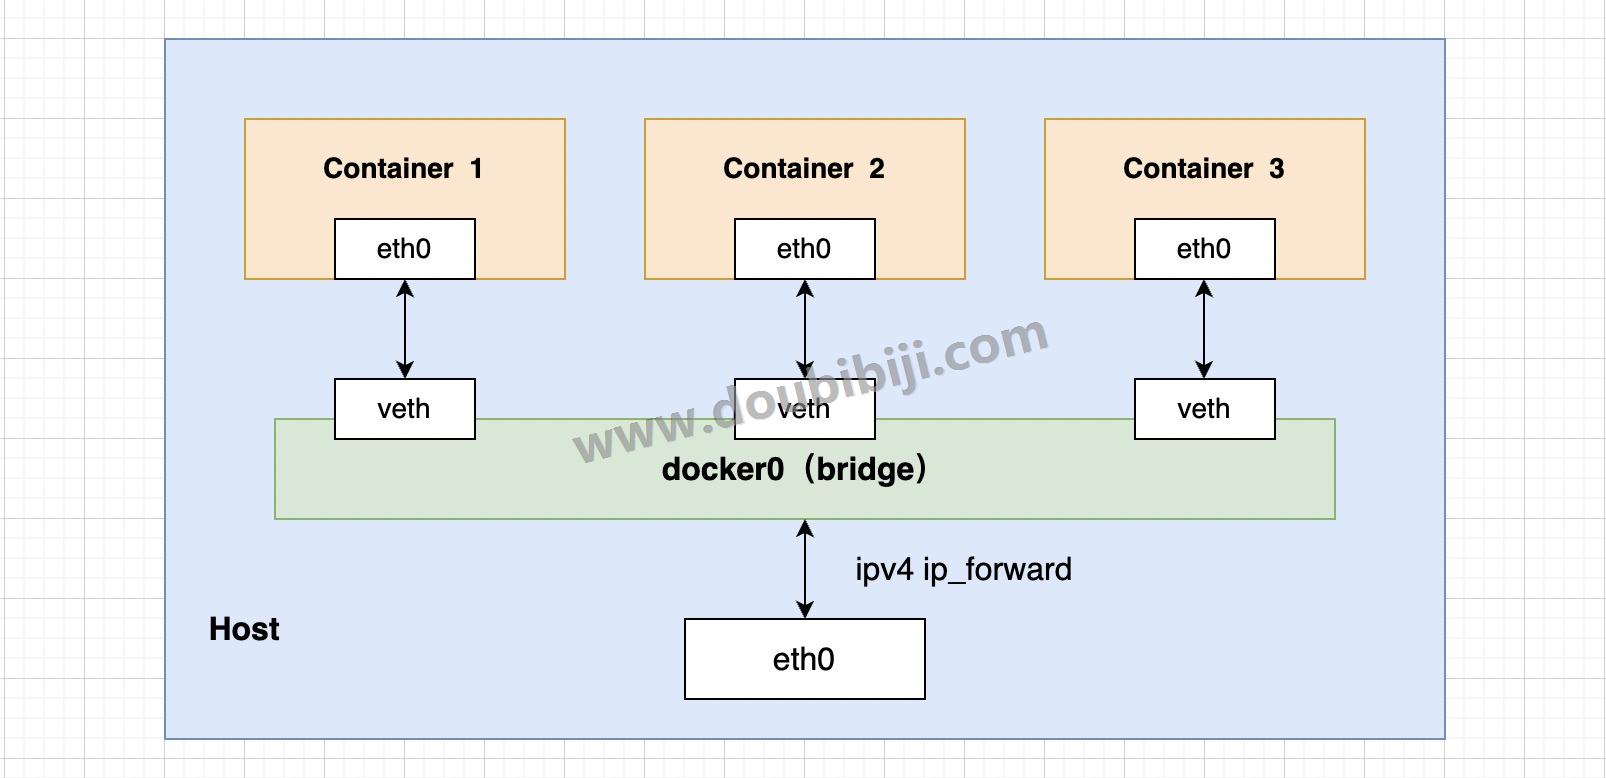 Container 1
Container 2
Container 3
eth0
eth0
eth0
veth
veth
veth
www.doubibiji.com
docker0（bridge）
ipv4 ip_forward
Host
eth0